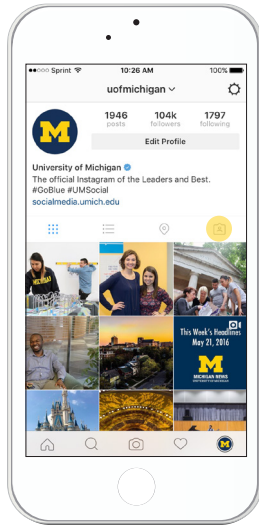 Sprint 10:26 AM 100%
uofmichigan
1946 104k 1797
posts followers following
Edit Profile
M
University of Michigan
The official Instagram of the Leaders and Best.
#GoBlue #UMSocial
socialmedia.umich.edu
This Week's Headlines
May 21, 2016
M
MICHIGAN NEWS
UNIVERSITY OF MICHIGAN
M